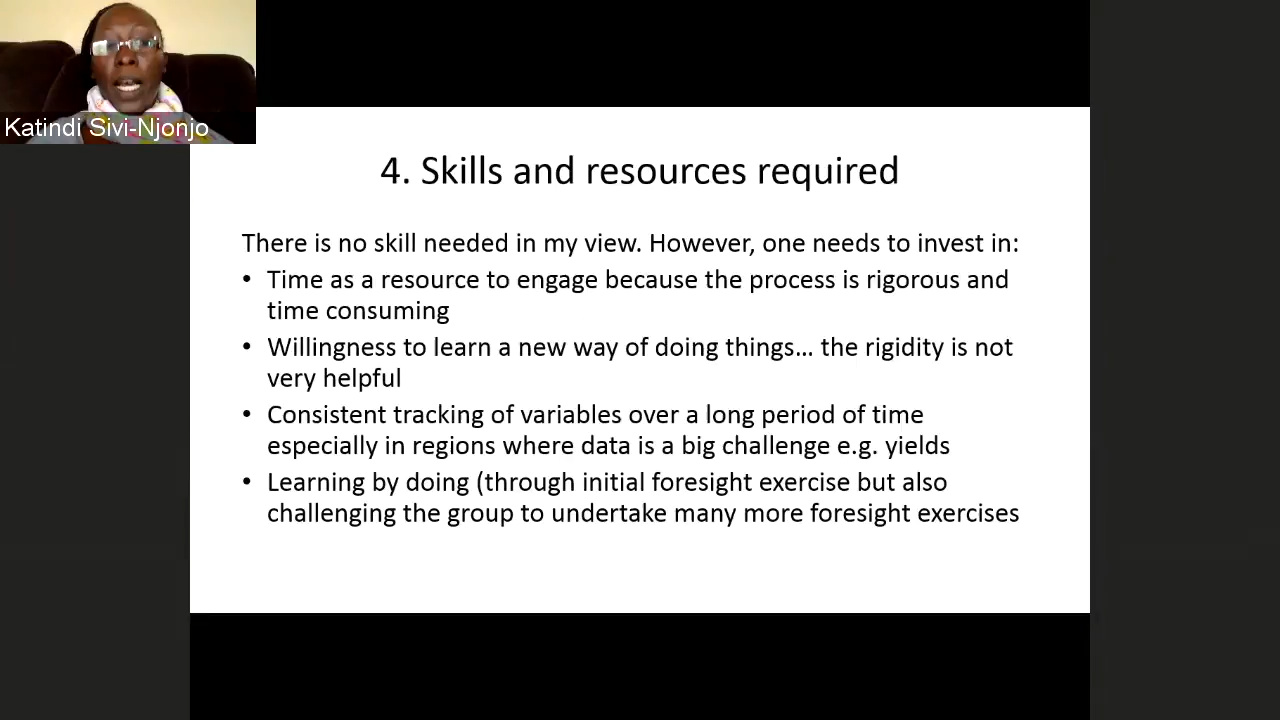 Katindi Sivi-Njonjo
4. Skills and resources required
There is no skill needed in my view. However, one needs to invest in:
• Time as a resource to engage because the process is rigorous and
time consuming
• Willingness to learn a new way of doing things… the rigidity is not
very helpful
• Consistent tracking of variables over a long period of time
especially in regions where data is a big challenge e.g. yields
• Learning by doing (through initial foresight exercise but also
challenging the group to undertake many more foresight exercises